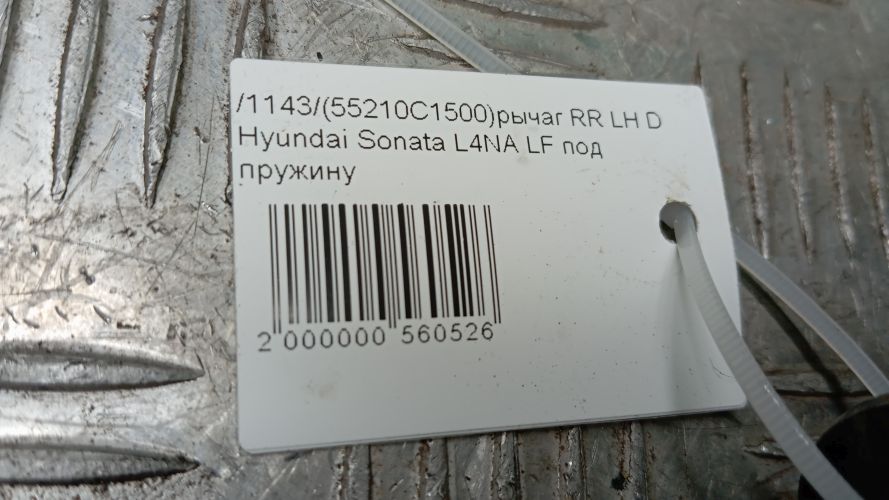 /1143/(55210C1500)рычаг RR LH D
Hyundai Sonata L4NA LF под
пружину
2 000000 560526